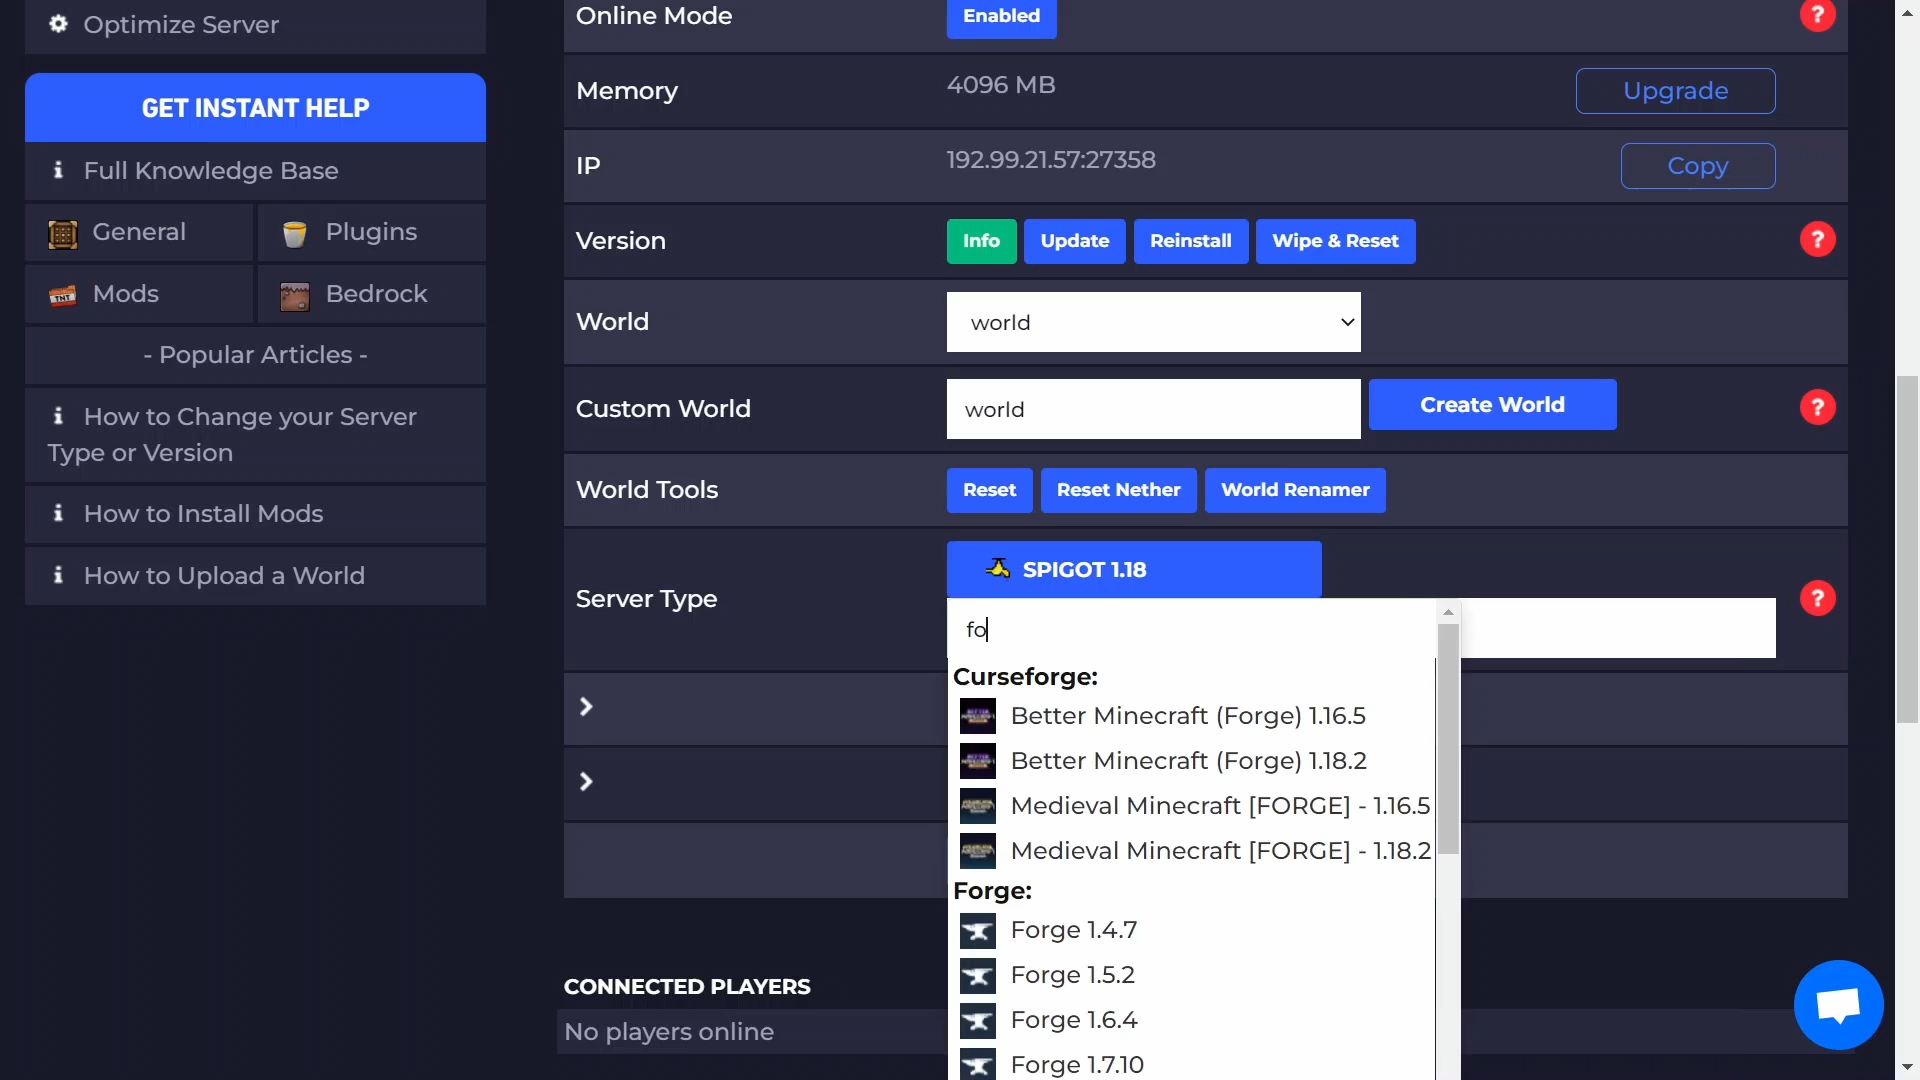 Optimize Server
GET INSTANT HELP
Full Knowledge Base
General
Plugins
Mods
Bedrock
- Popular Articles -
How to Change your Server
Type or Version
How to Install Mods
How to Upload a World
Online Mode
Enabled
?
Memory
4096 MB
Upgrade
IP
192.99.21.57:27358
Copy
Version
Info
Update
Reinstall
Wipe & Reset
?
World
world
Custom World
world
Create World
?
World Tools
Reset
Reset Nether
World Renamer
Server Type
SPIGOT 1.18
?
fo
Curseforge:
Better Minecraft (Forge) 1.16.5
Better Minecraft (Forge) 1.18.2
Medieval Minecraft [FORGE] - 1.16.5
Medieval Minecraft [FORGE] - 1.18.2
Forge:
Forge 1.4.7
Forge 1.5.2
Forge 1.6.4
Forge 1.7.10
CONNECTED PLAYERS
No players online